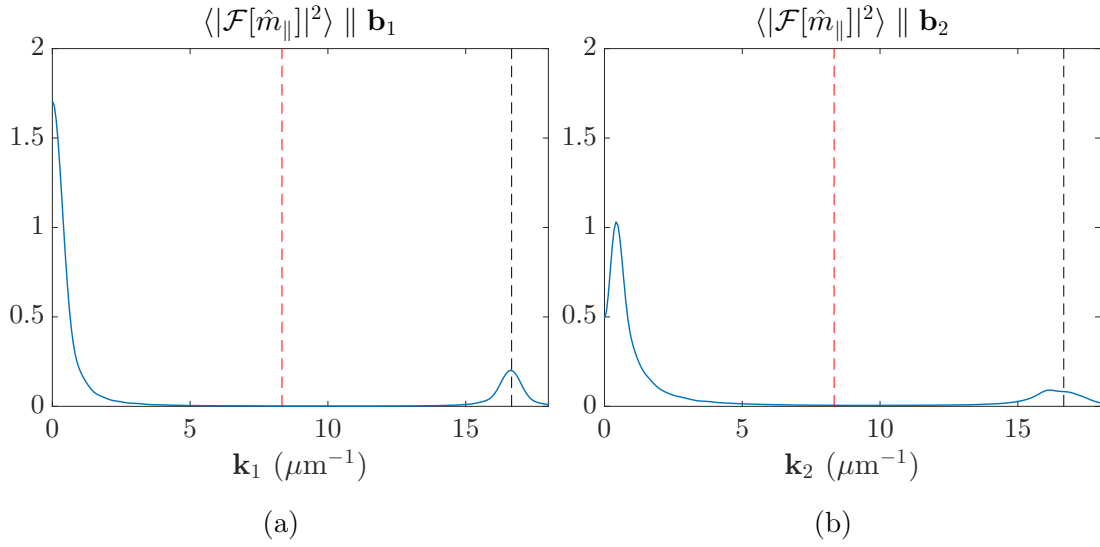 ⟨|ℱ[m̂∥]|²⟩ ∥ b₁
2
1.5
1
0.5
0
0 5 10 15
k₁ (μm⁻¹)
(a)
⟨|ℱ[m̂∥]|²⟩ ∥ b₂
2
1.5
1
0.5
0
0 5 10 15
k₂ (μm⁻¹)
(b)